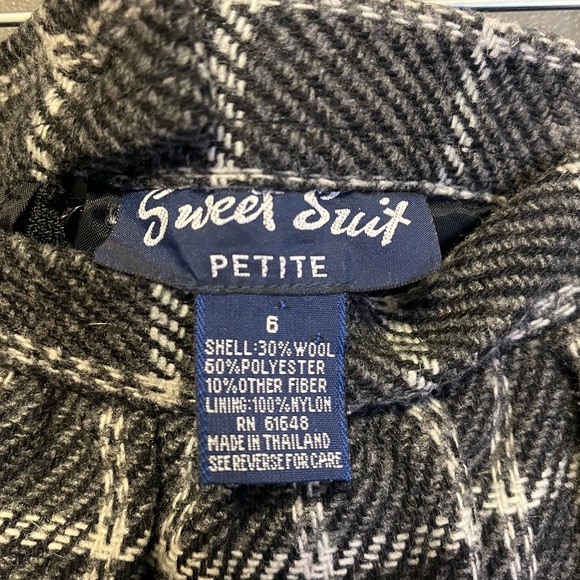 Sweet Suit
PETITE
6
SHELL:30%WOOL
60%POLYESTER
10%OTHER FIBER
LINING:100%NYLON
RN 61648
MADE IN THAILAND
SEE REVERSE FOR CARE